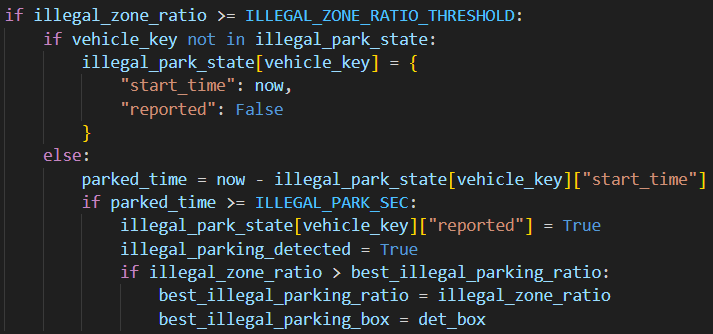 if illegal_zone_ratio >= ILLEGAL_ZONE_RATIO_THRESHOLD:
    if vehicle_key not in illegal_park_state:
        illegal_park_state[vehicle_key] = {
            "start_time": now,
            "reported": False
        }
    else:
        parked_time = now - illegal_park_state[vehicle_key]["start_time"]
        if parked_time >= ILLEGAL_PARK_SEC:
            illegal_park_state[vehicle_key]["reported"] = True
            illegal_parking_detected = True
            if illegal_zone_ratio > best_illegal_parking_ratio:
                best_illegal_parking_ratio = illegal_zone_ratio
                best_illegal_parking_box = det_box